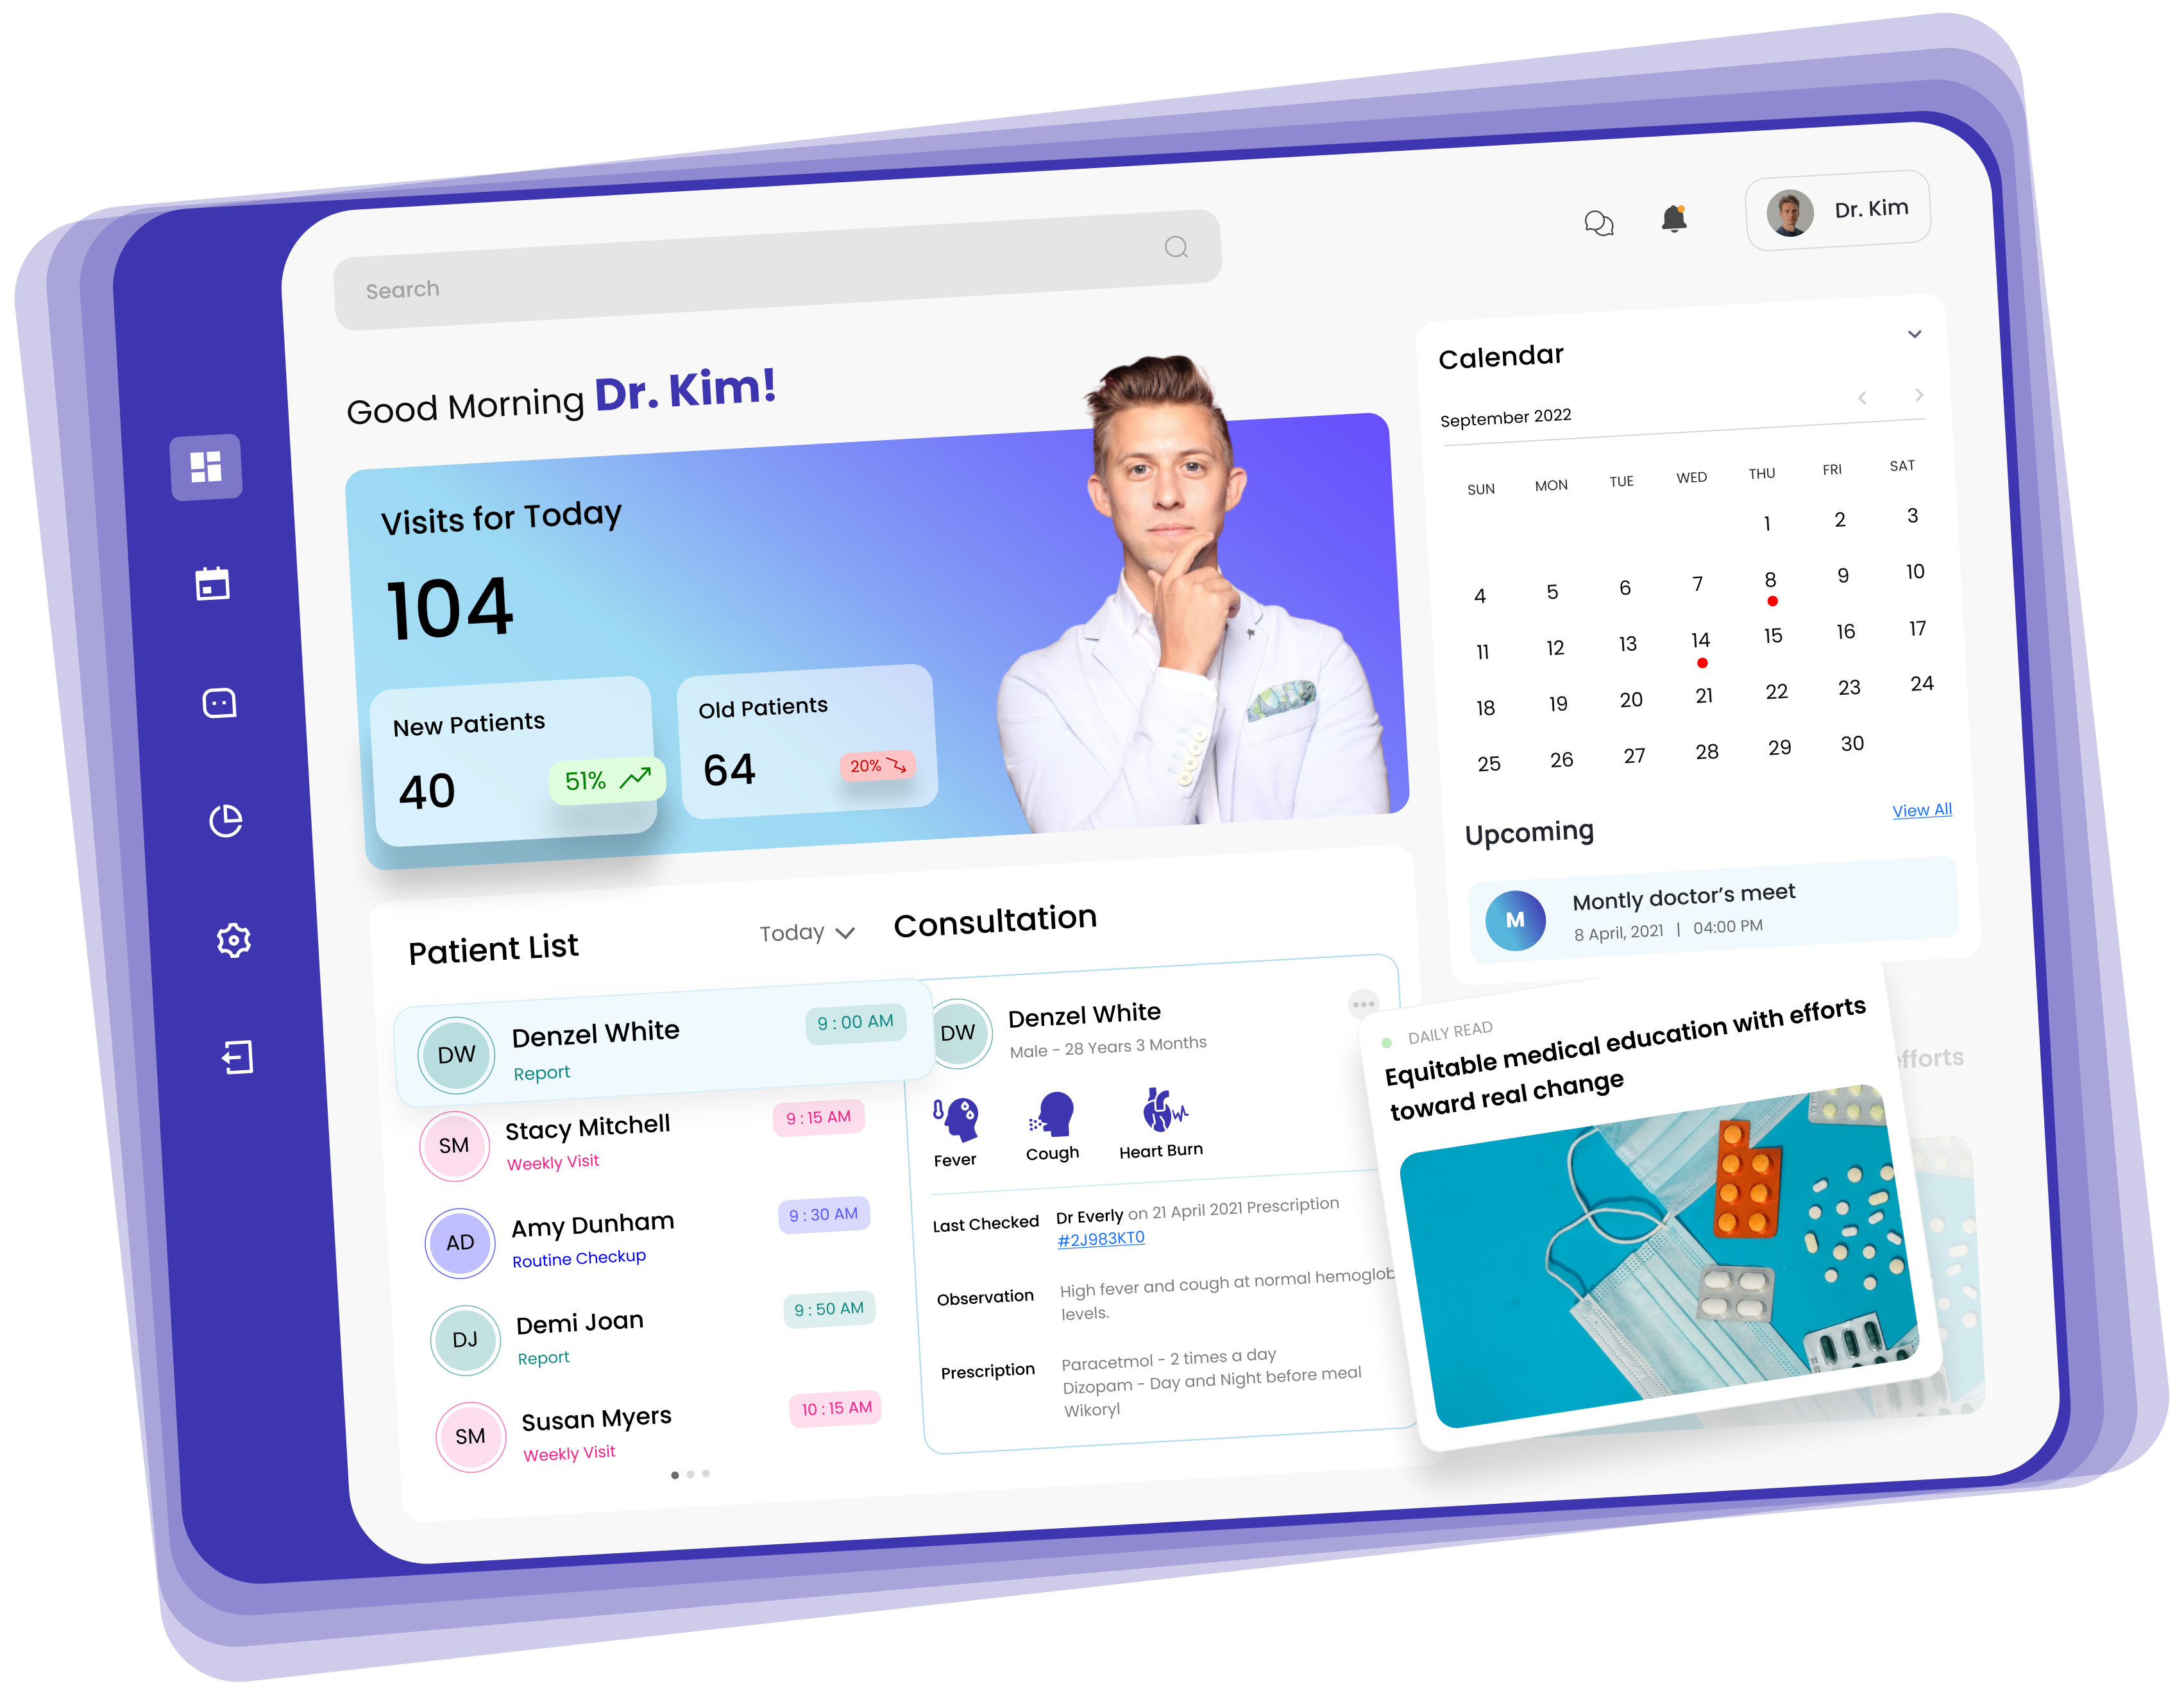 Search
Dr. Kim
Good Morning Dr. Kim!
Visits for Today
104
New Patients
40
51%
Old Patients
64
20%
Calendar
September 2022
SUN MON TUE WED THU FRI SAT
1 2 3
4 5 6 7 8 9 10
11 12 13 14 15 16 17
18 19 20 21 22 23 24
25 26 27 28 29 30
Upcoming
View All
M
Montly doctor’s meet
8 April, 2021 | 04:00 PM
Patient List
Today
DW
Denzel White
9 : 00 AM
Report
SM
Stacy Mitchell
9 : 15 AM
Weekly Visit
AD
Amy Dunham
9 : 30 AM
Routine Checkup
DJ
Demi Joan
9 : 50 AM
Report
SM
Susan Myers
10 : 15 AM
Weekly Visit
Consultation
DW
Denzel White
Male - 28 Years 3 Months
Fever
Cough
Heart Burn
Last Checked
Dr Everly on 21 April 2021 Prescription
#2J983KT0
Observation
High fever and cough at normal hemoglob
levels.
Prescription
Paracetmol - 2 times a day
Dizopam - Day and Night before meal
Wikoryl
DAILY READ
Equitable medical education with efforts
toward real change
efforts